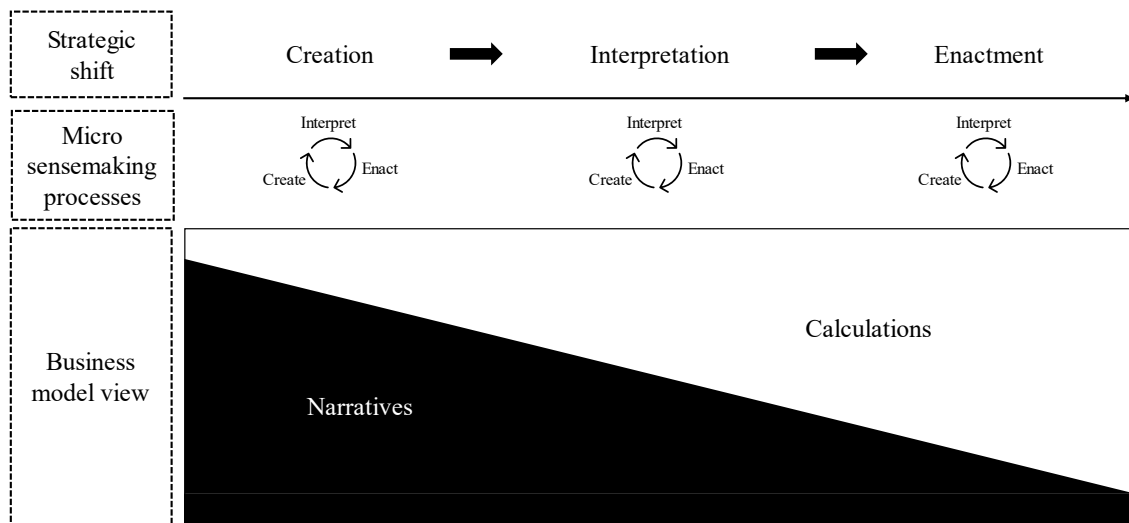 Strategic
shift
Creation
Interpretation
Enactment
Micro
sensemaking
processes
Interpret
Enact
Create
Interpret
Enact
Create
Interpret
Enact
Create
Business
model view
Calculations
Narratives